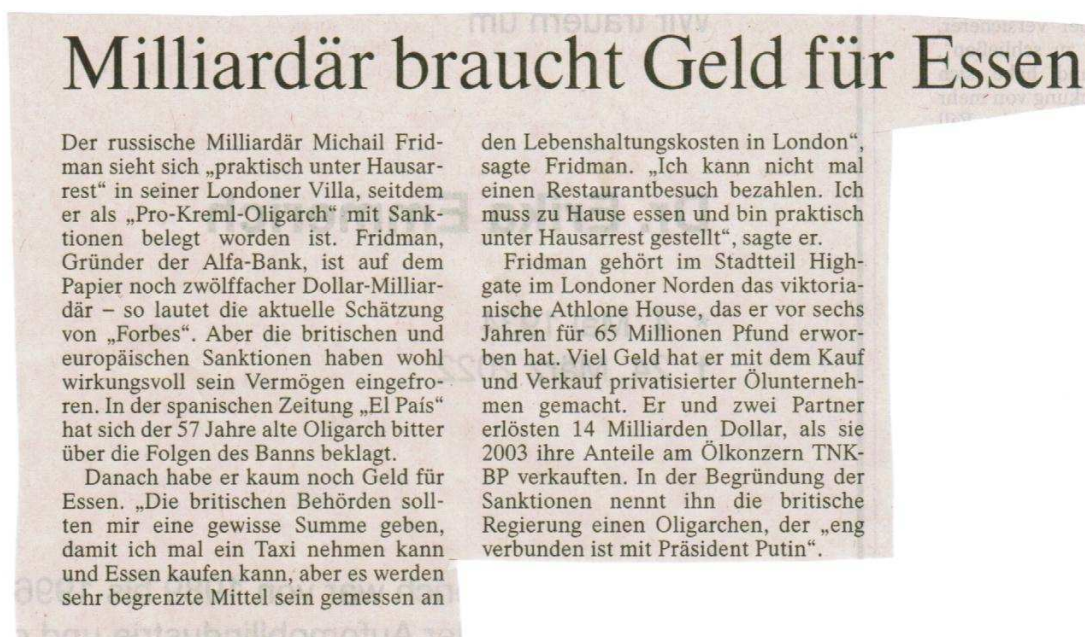 Milliardär braucht Geld für Essen
Der russische Milliardär Michail Frid-
man sieht sich „praktisch unter Hausar-
rest“ in seiner Londoner Villa, seitdem
er als „Pro-Kreml-Oligarch“ mit Sank-
tionen belegt worden ist. Fridman,
Gründer der Alfa-Bank, ist auf dem
Papier noch zwölffacher Dollar-Milliar-
där – so lautet die aktuelle Schätzung
von „Forbes“. Aber die britischen und
europäischen Sanktionen haben wohl
wirkungsvoll sein Vermögen eingefro-
ren. In der spanischen Zeitung „El País“
hat sich der 57 Jahre alte Oligarch bitter
über die Folgen des Banns beklagt.
Danach habe er kaum noch Geld für
Essen. „Die britischen Behörden soll-
ten mir eine gewisse Summe geben,
damit ich mal ein Taxi nehmen kann
und Essen kaufen kann, aber es werden
sehr begrenzte Mittel sein gemessen an
den Lebenshaltungskosten in London“,
sagte Fridman. „Ich kann nicht mal
einen Restaurantbesuch bezahlen. Ich
muss zu Hause essen und bin praktisch
unter Hausarrest gestellt“, sagte er.
Fridman gehört im Stadtteil High-
gate im Londoner Norden das viktoria-
nische Athlone House, das er vor sechs
Jahren für 65 Millionen Pfund erwor-
ben hat. Viel Geld hat er mit dem Kauf
und Verkauf privatisierter Ölunterneh-
men gemacht. Er und zwei Partner
erlösten 14 Milliarden Dollar, als sie
2003 ihre Anteile am Ölkonzern TNK-
BP verkauften. In der Begründung der
Sanktionen nennt ihn die britische
Regierung einen Oligarchen, der „eng
verbunden ist mit Präsident Putin“.